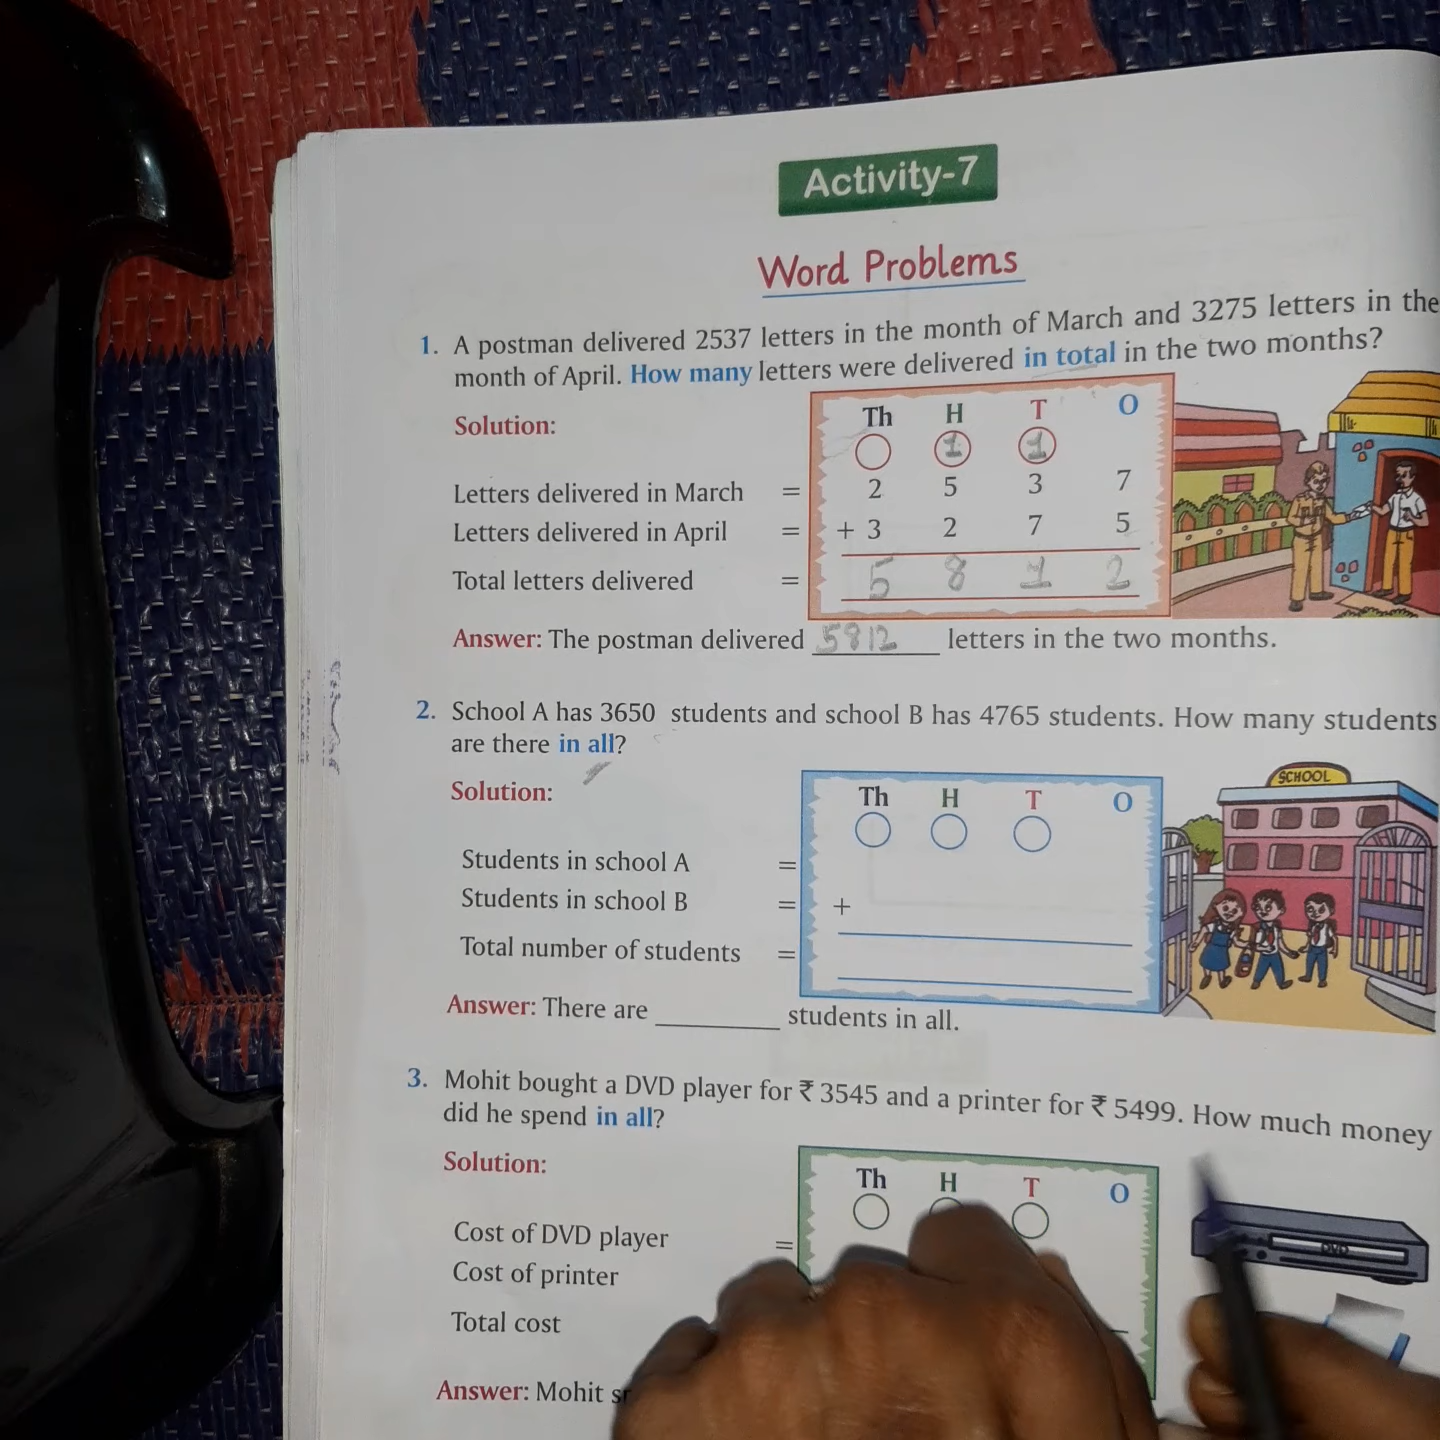 Activity-7
Word Problems
1. A postman delivered 2537 letters in the month of March and 3275 letters in the
month of April. How many letters were delivered in total in the two months?
Solution:
Th H T O
1 1
Letters delivered in March = 2 5 3 7
Letters delivered in April = + 3 2 7 5
Total letters delivered = 5 8 1 2
Answer: The postman delivered 5812 letters in the two months.
2. School A has 3650 students and school B has 4765 students. How many students
are there in all?
SCHOOL
Solution:
Th H T O
Students in school A =
Students in school B = +
Total number of students =
Answer: There are ________ students in all.
3. Mohit bought a DVD player for ₹ 3545 and a printer for ₹ 5499. How much money
did he spend in all?
Solution:
Th H T O
Cost of DVD player =
DVD
Cost of printer
Total cost
Answer: Mohit